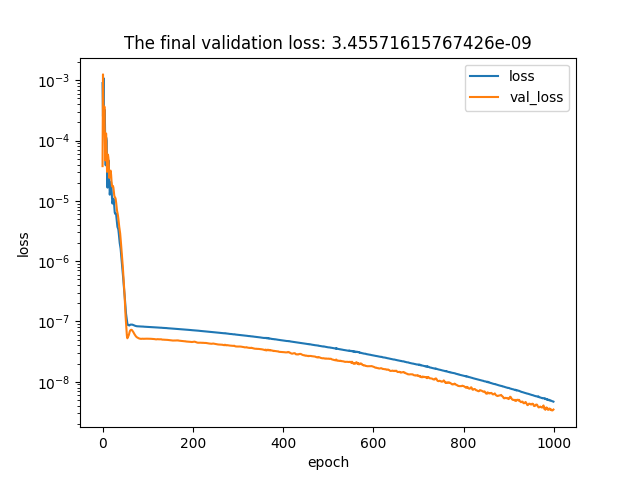 The final validation loss: 3.45571615767426e-09
loss
val_loss
10⁻³
10⁻⁴
10⁻⁵
10⁻⁶
10⁻⁷
10⁻⁸
loss
0 200 400 600 800 1000
epoch